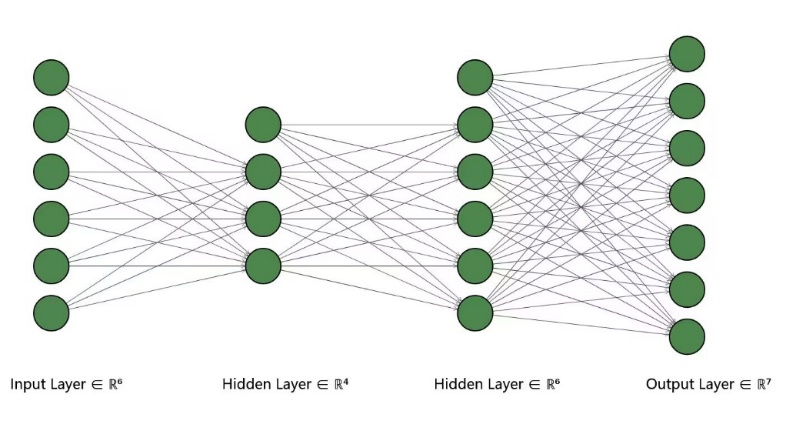 Input Layer ∈ ℝ⁶
Hidden Layer ∈ ℝ⁴
Hidden Layer ∈ ℝ⁶
Output Layer ∈ ℝ⁷